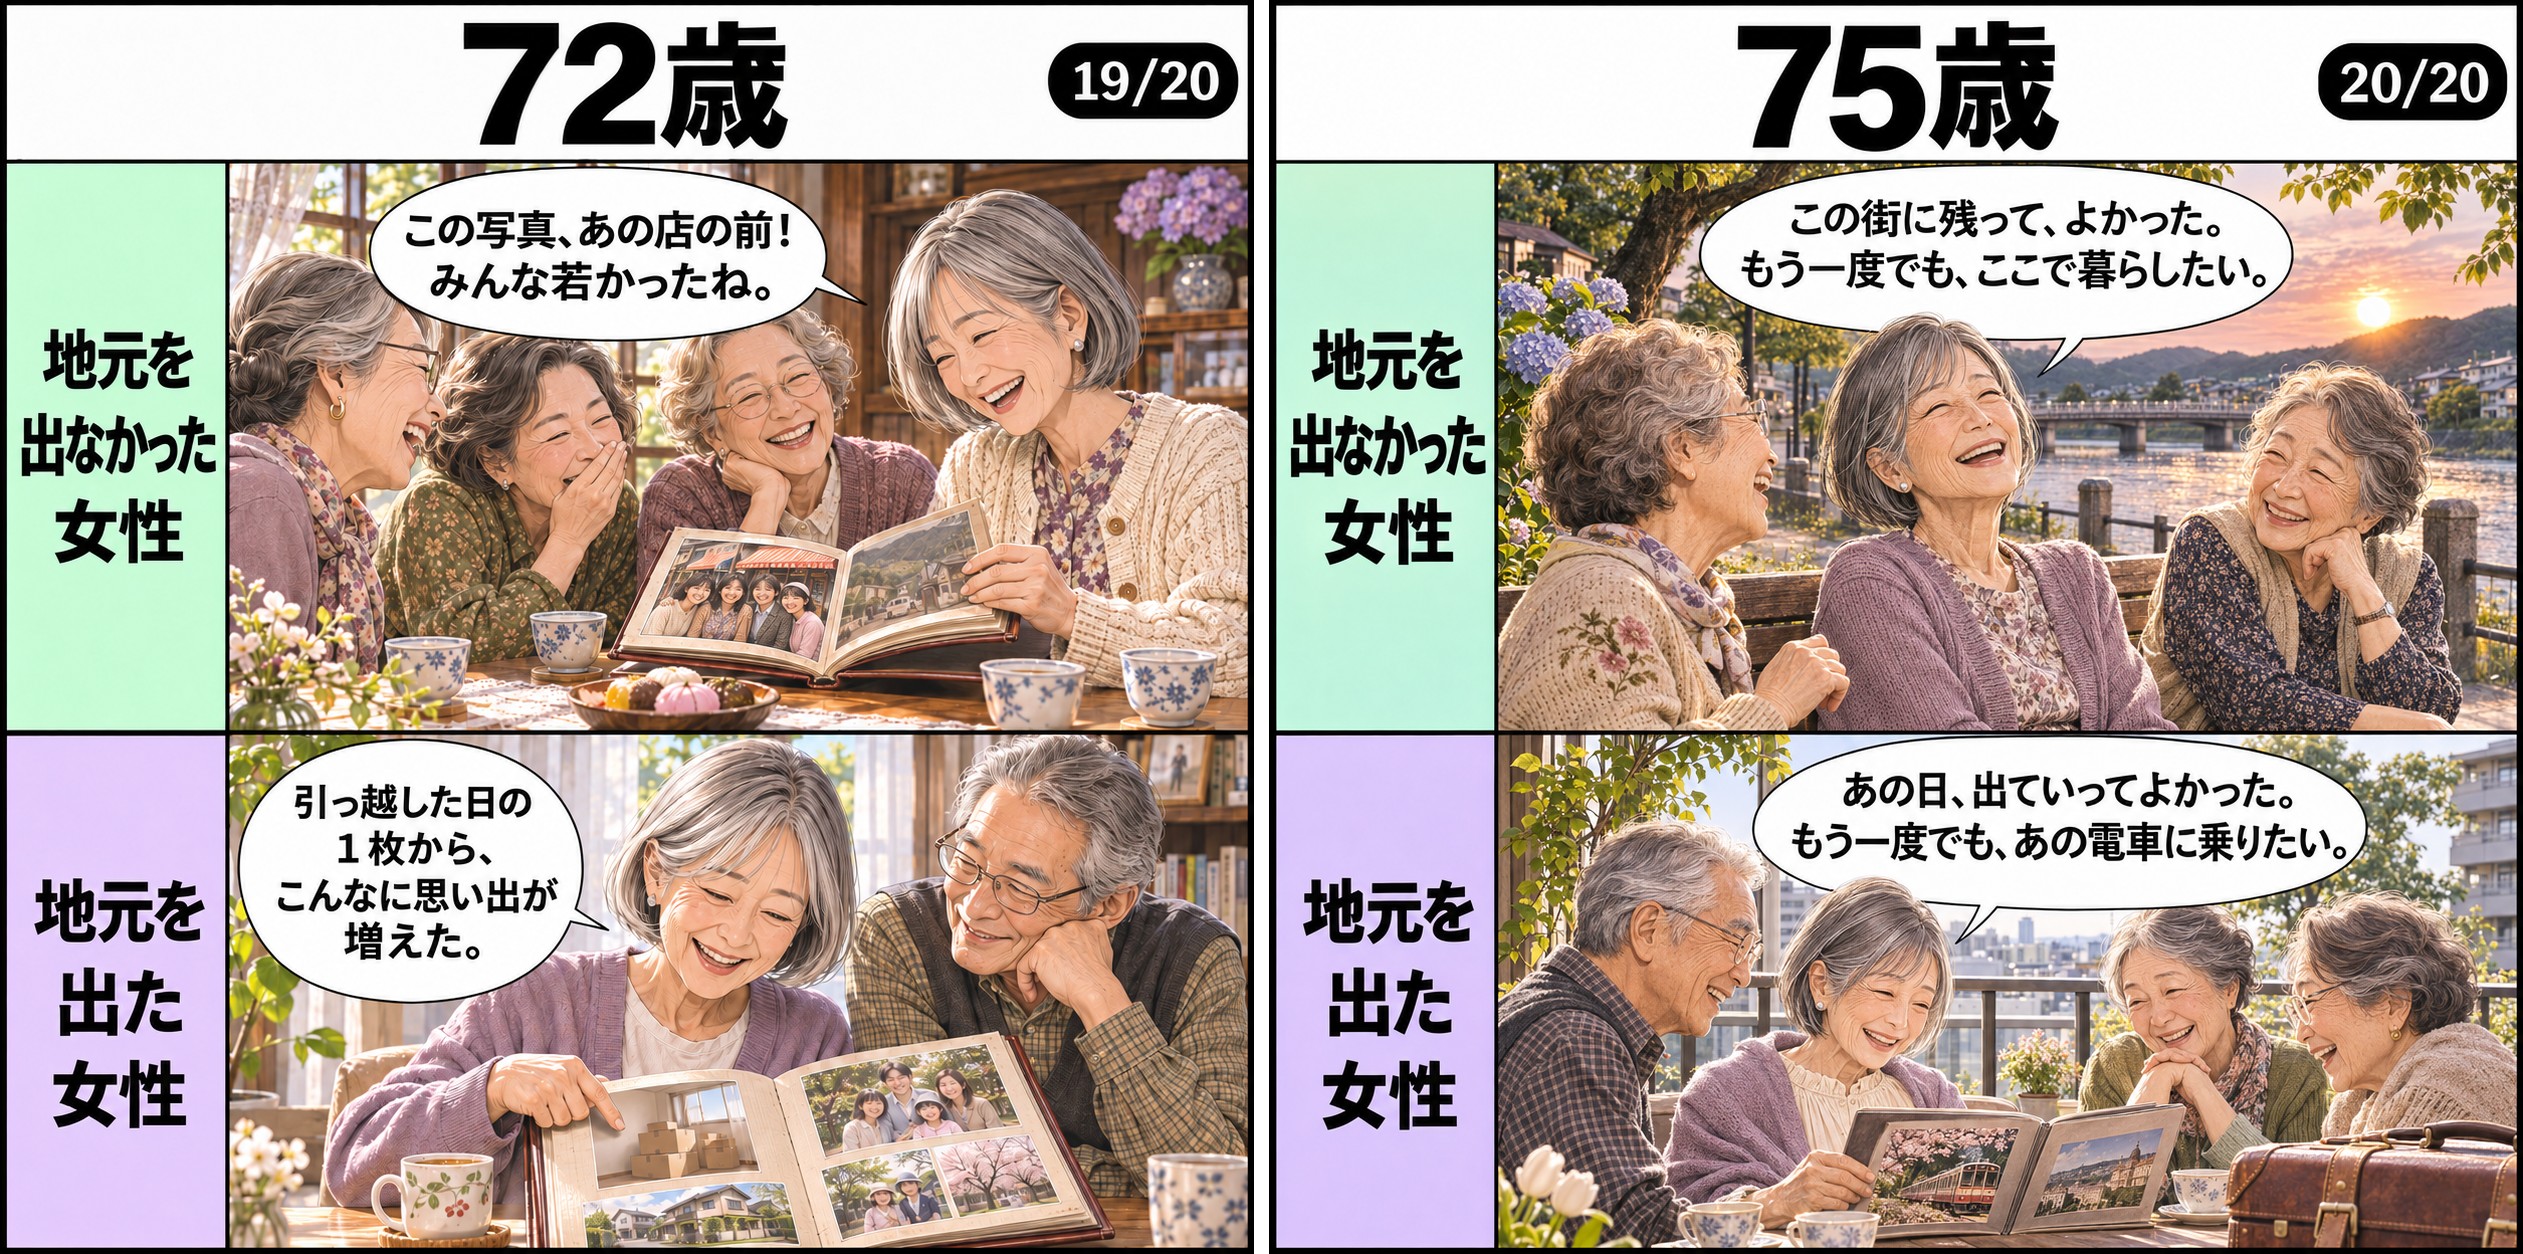 72歳
19/20
地元を
出なかった
女性
この写真、あの店の前!
みんな若かったね。
地元を
出た
女性
引っ越した日の
1枚から、
こんなに思い出が
増えた。
75歳
20/20
地元を
出なかった
女性
この街に残って、よかった。
もう一度でも、ここで暮らしたい。
地元を
出た
女性
あの日、出ていってよかった。
もう一度でも、あの電車に乗りたい。